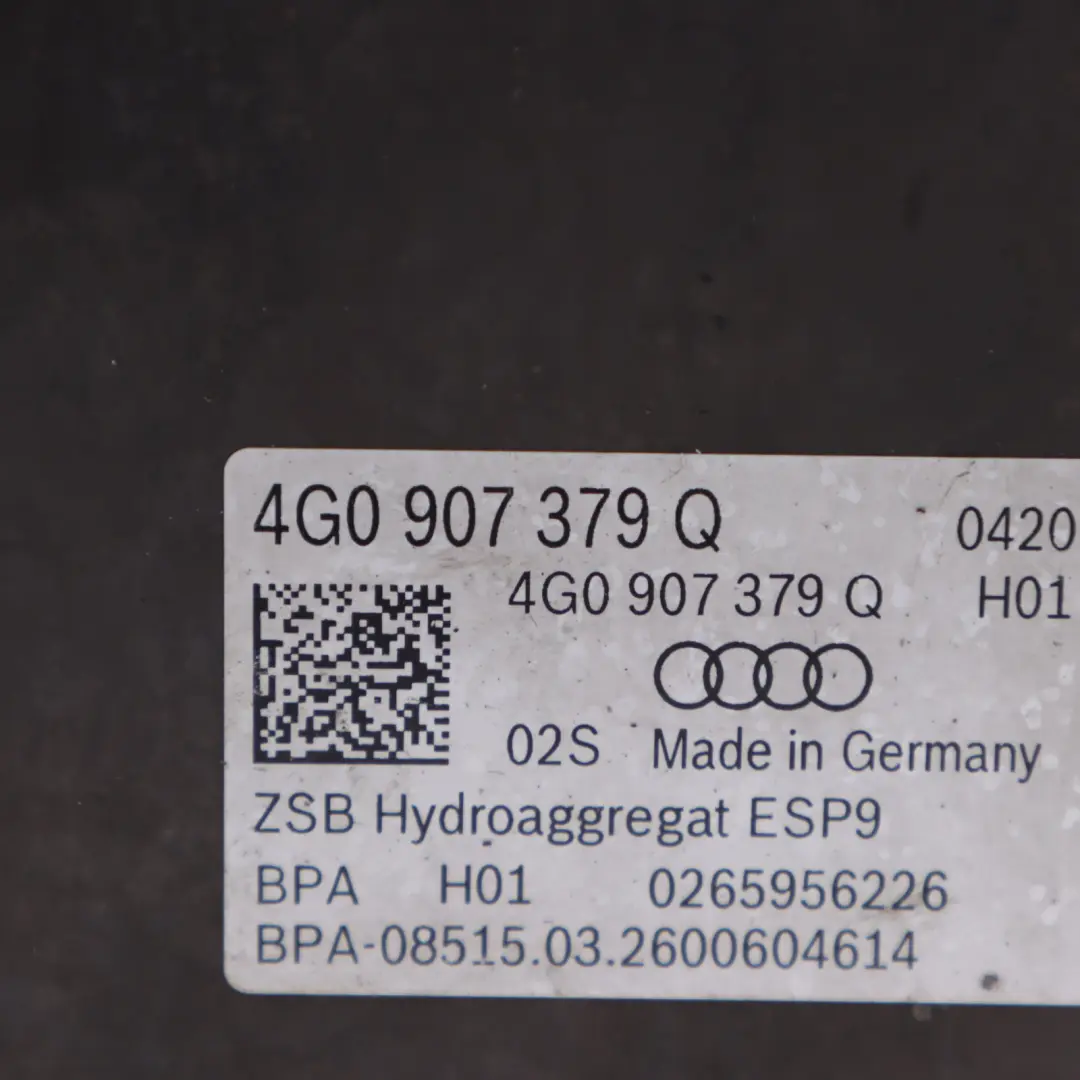 4G0 907 379 Q 0420
4G0 907 379 Q H01
02S Made in Germany
ZSB Hydroaggregat ESP9
BPA H01 0265956226
BPA-08515.03.2600604614